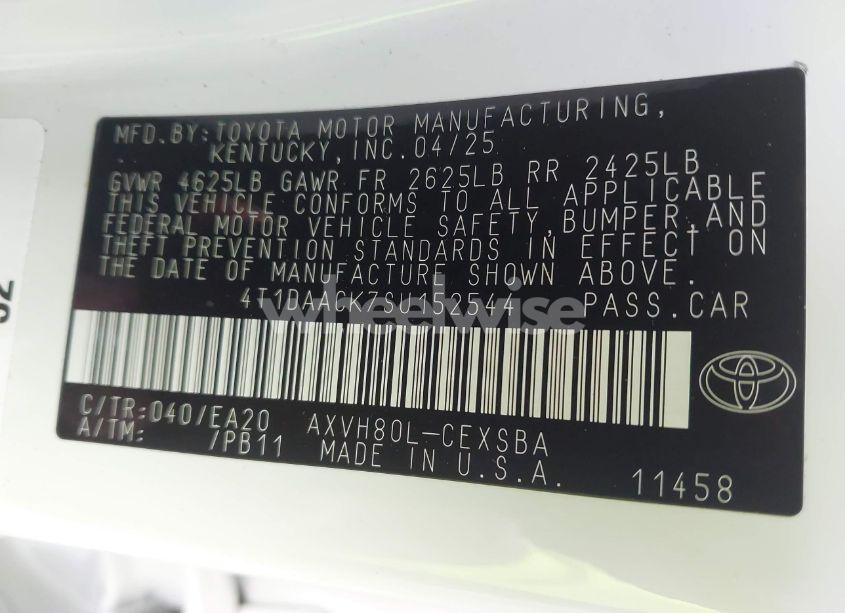 MFD. BY: TOYOTA MOTOR MANUFACTURING,
KENTUCKY, INC. 04/25
GVWR 4625LB GAWR FR 2625LB RR 2425LB
THIS VEHICLE CONFORMS TO ALL APPLICABLE
FEDERAL MOTOR VEHICLE SAFETY, BUMPER, AND
THEFT PREVENTION STANDARDS IN EFFECT ON
THE DATE OF MANUFACTURE SHOWN ABOVE.
PASS. CAR
wheelwise
C/TR: 040/EA20 AXVH80L-CEXSBA
A/TM: /PB11 MADE IN U.S.A.
11458